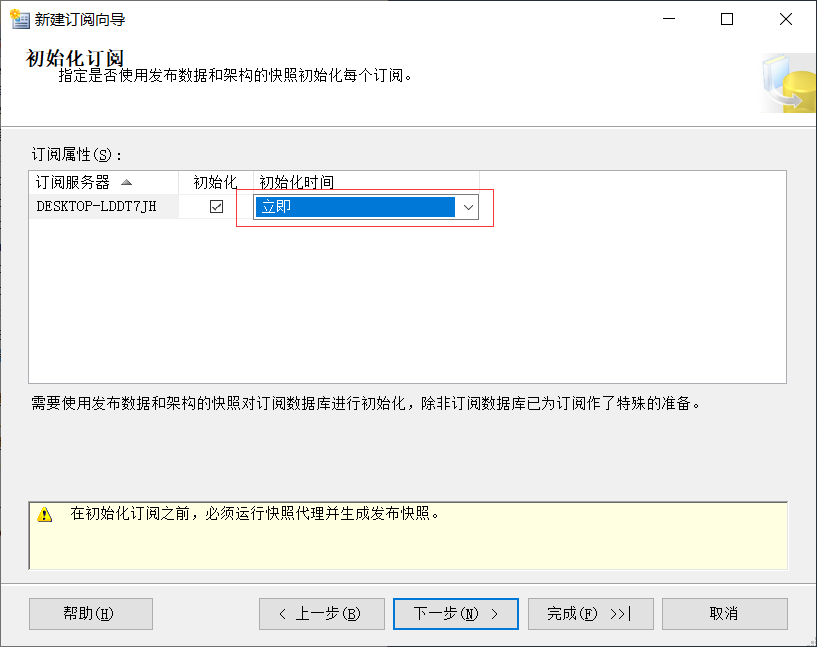 新建订阅向导
初始化订阅
指定是否使用发布数据和架构的快照初始化每个订阅。
订阅属性(S)：
订阅服务器 初始化 初始化时间
DESKTOP-LDDT7JH 立即
需要使用发布数据和架构的快照对订阅数据库进行初始化，除非订阅数据库已为订阅作了特殊的准备。
在初始化订阅之前，必须运行快照代理并生成发布快照。
帮助(H) < 上一步(B) 下一步(N) > 完成(F) >>| 取消